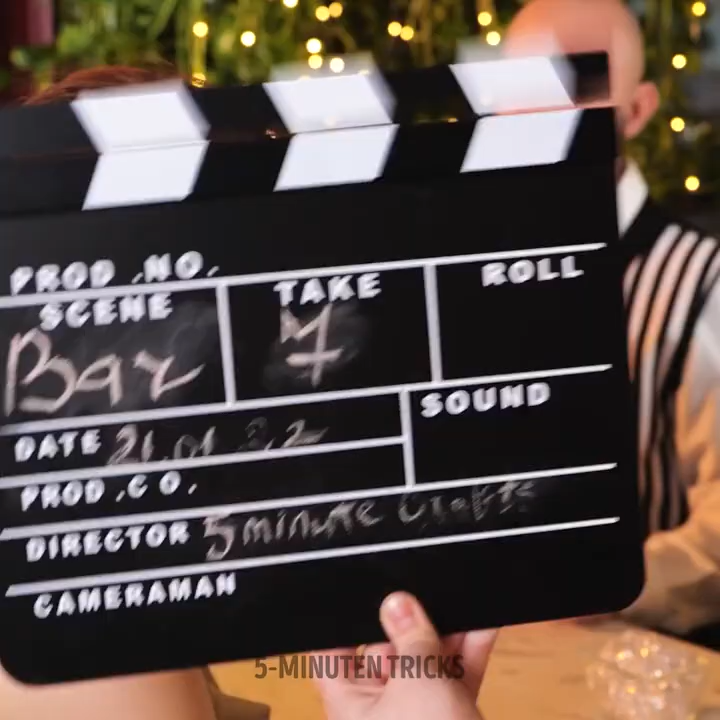 PROD .NO.
SCENE TAKE ROLL
Bar 7
DATE 21.01 22 SOUND
PROD .C O.
DIRECTOR 5 minute crafts
CAMERAMAN
5-MINUTEN TRICKS